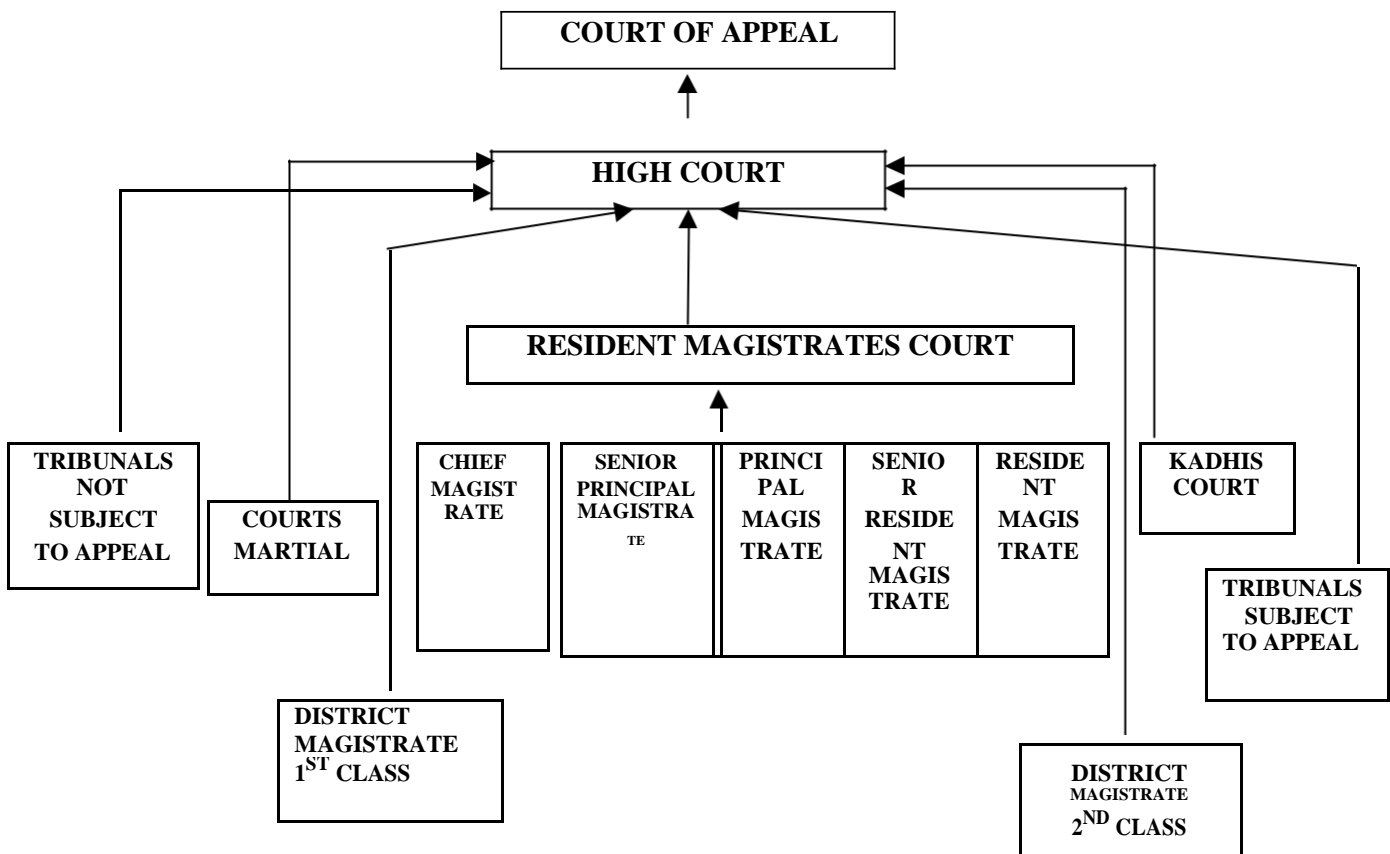 COURT OF APPEAL
HIGH COURT
RESIDENT MAGISTRATES COURT
TRIBUNALS
NOT
SUBJECT
TO APPEAL
COURTS
MARTIAL
CHIEF
MAGIST
RATE
SENIOR
PRINCIPAL
MAGISTRA
TE
PRINCI
PAL
MAGIS
TRATE
SENIO
R
RESIDE
NT
MAGIS
TRATE
RESIDE
NT
MAGIS
TRATE
KADHIS
COURT
TRIBUNALS
SUBJECT
TO APPEAL
DISTRICT
MAGISTRATE
1ST CLASS
DISTRICT
MAGISTRATE
2ND CLASS